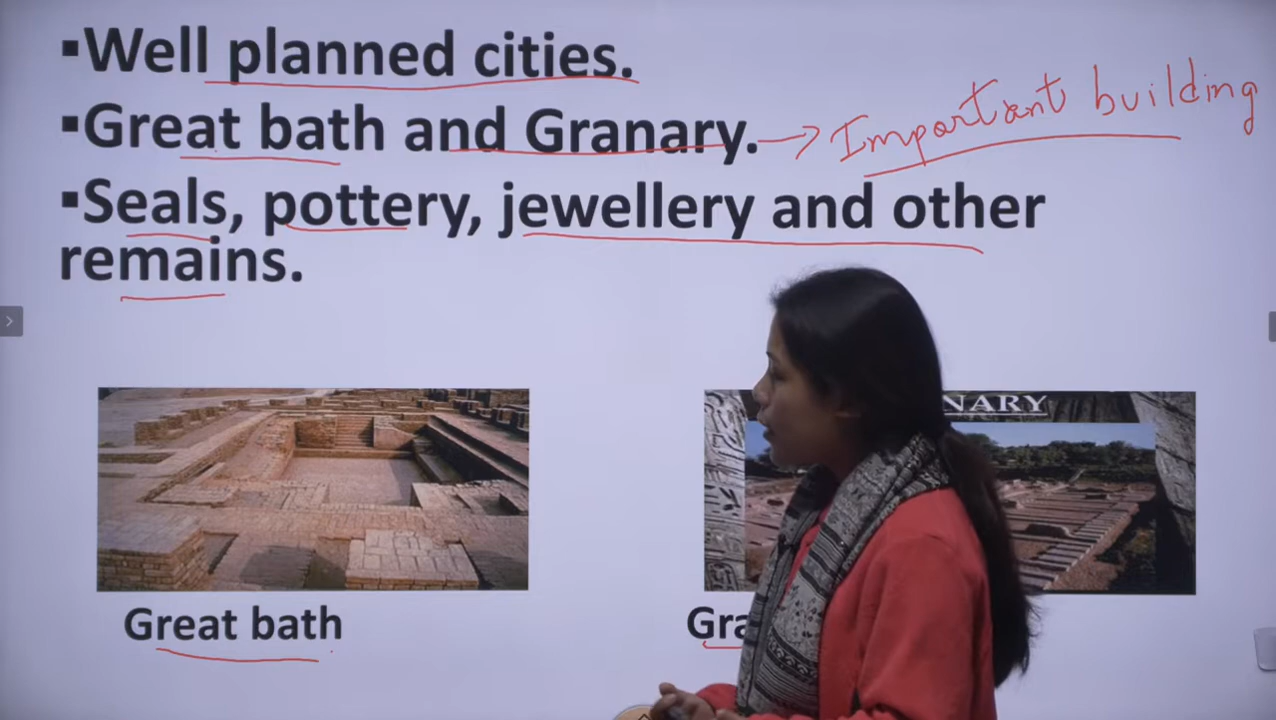 ▪Well planned cities.
▪Great bath and Granary. → Important building
▪Seals, pottery, jewellery and other
remains.
NARY
Great bath
Gra